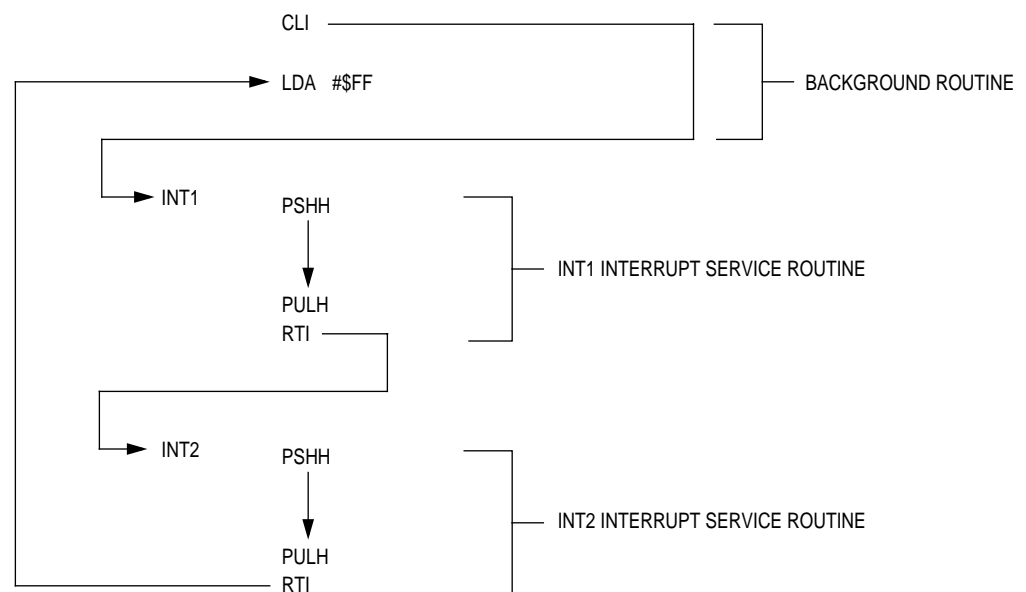 CLI
LDA #$FF
BACKGROUND ROUTINE
INT1
PSHH
INT1 INTERRUPT SERVICE ROUTINE
PULH
RTI
INT2
PSHH
INT2 INTERRUPT SERVICE ROUTINE
PULH
RTI